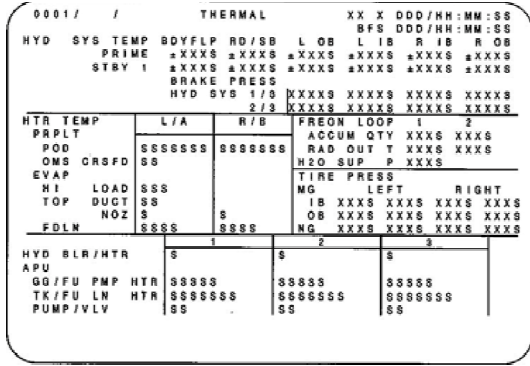 0001/ / THERMAL XX X DDD/HH:MM:SS
BFS DDD/HH:MM:SS
HYD SYS TEMP BDYFLP RD/SB L OB L IB R IB R OB
PRIME ±XXXS ±XXXS ±XXXS ±XXXS ±XXXS ±XXXS
STBY 1 ±XXXS ±XXXS ±XXXS ±XXXS ±XXXS ±XXXS
BRAKE PRESS
HYD SYS 1/3 XXXXS XXXXS XXXXS XXXXS
2/3 XXXXS XXXXS XXXXS XXXXS
HTR TEMP L/A R/B FREON LOOP 1 2
PRPLT ACCUM QTY XXXS XXXS
POD SSSSSSS SSSSSSS RAD OUT T XXXS XXXS
OMS CRSFD SS H2O SUP P XXXS
EVAP TIRE PRESS
HI LOAD SSS MG LEFT RIGHT
TOP DUCT SS IB XXXS XXXS XXXS XXXS
NOZ S S OB XXXS XXXS XXXS XXXS
FDLN SSSS SSSS NG XXXS XXXS XXXS XXXS
1 2 3
HYD BLR/HTR S S S
APU
GG/FU PMP HTR SSSSS SSSSS SSSSS
TK/FU LN HTR SSSSSSS SSSSSSS SSSSSSS
PUMP/VLV SS SS SS